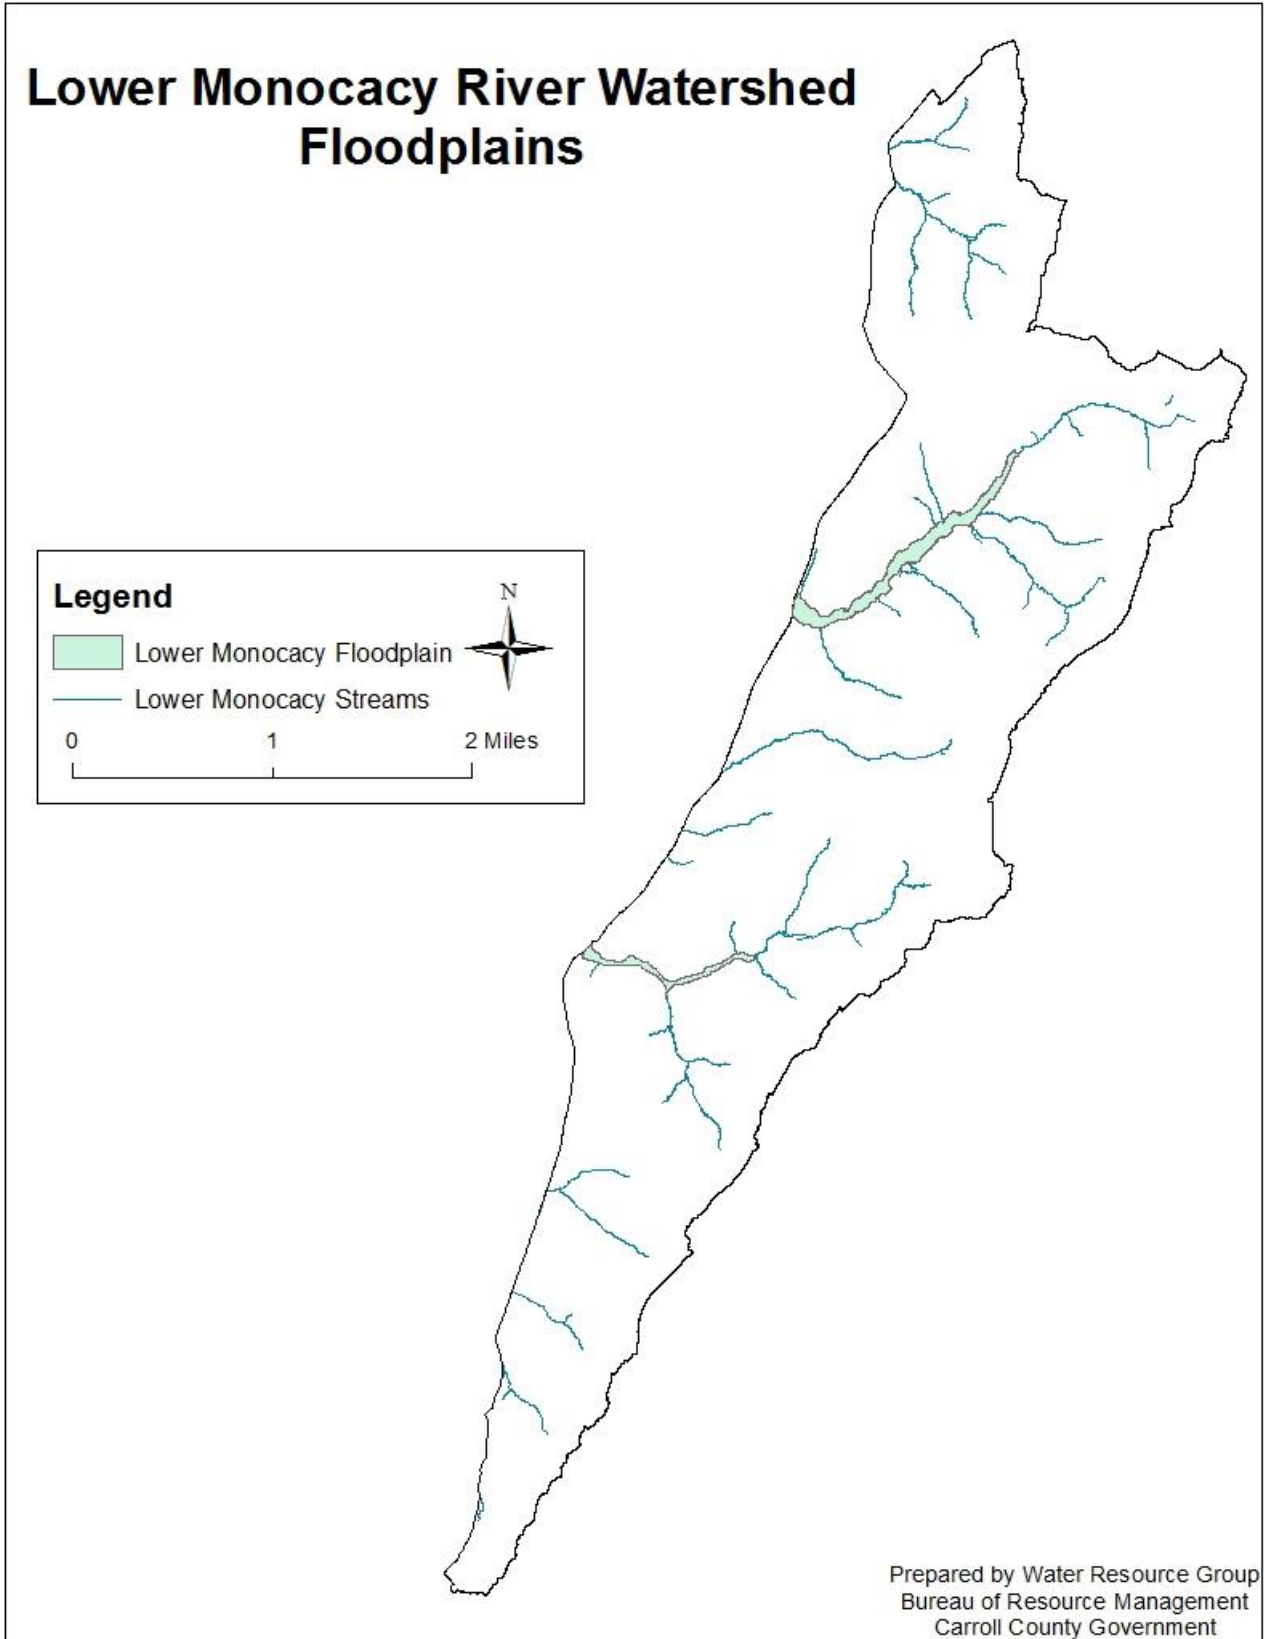 Lower Monocacy River Watershed
Floodplains
Legend
N
Lower Monocacy Floodplain
Lower Monocacy Streams
0 1 2 Miles
Prepared by Water Resource Group
Bureau of Resource Management
Carroll County Government